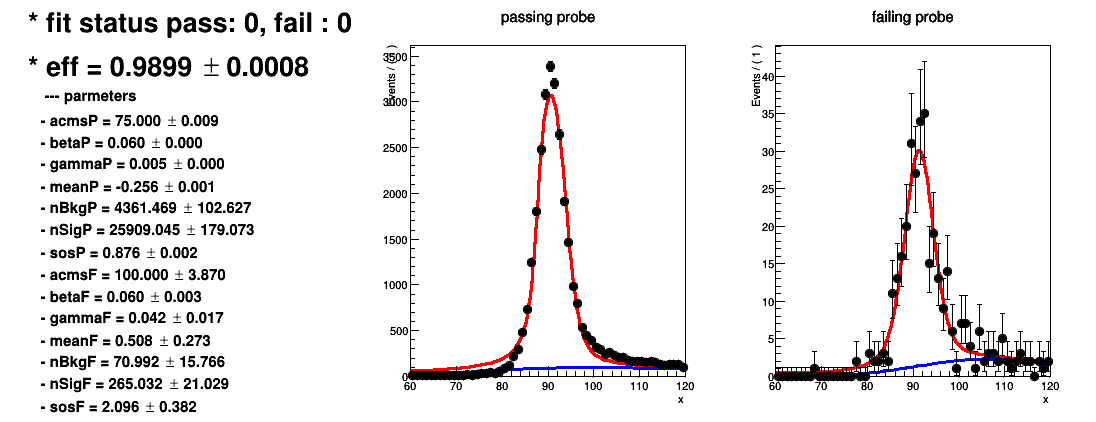 * fit status pass: 0, fail : 0
* eff = 0.9899 ± 0.0008
--- parmeters
- acmsP = 75.000 ± 0.009
- betaP = 0.060 ± 0.000
- gammaP = 0.005 ± 0.000
- meanP = -0.256 ± 0.001
- nBkgP = 4361.469 ± 102.627
- nSigP = 25909.045 ± 179.073
- sosP = 0.876 ± 0.002
- acmsF = 100.000 ± 3.870
- betaF = 0.060 ± 0.003
- gammaF = 0.042 ± 0.017
- meanF = 0.508 ± 0.273
- nBkgF = 70.992 ± 15.766
- nSigF = 265.032 ± 21.029
- sosF = 2.096 ± 0.382
passing probe
Events / ( 1 )
3500
3000
2500
2000
1500
1000
500
0
60 70 80 90 100 110 120
x
failing probe
Events / ( 1 )
40
35
30
25
20
15
10
5
0
60 70 80 90 100 110 120
x